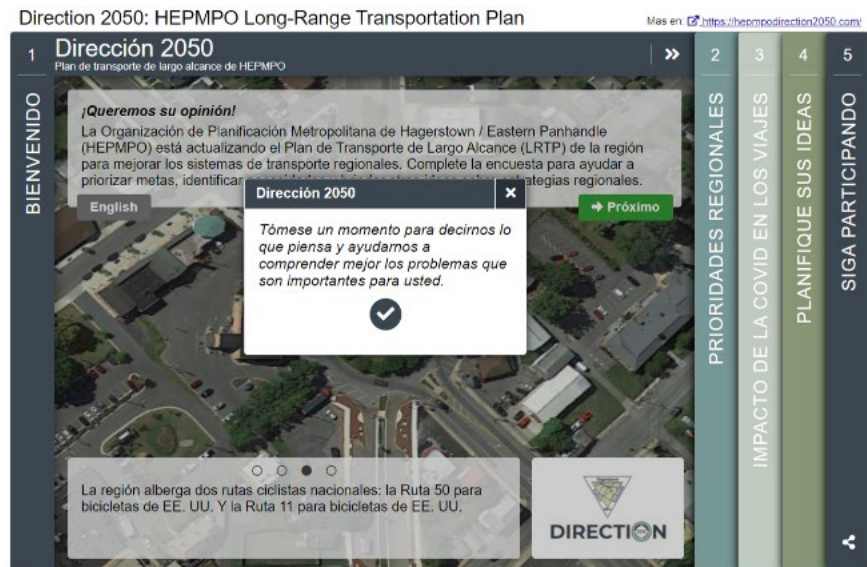 Direction 2050: HEPMPO Long-Range Transportation Plan
Mas en: https://hepmpodirection2050.com/
1
Dirección 2050
Plan de transporte de largo alcance de HEPMPO
BIENVENIDO
¡Queremos su opinión!
La Organización de Planificación Metropolitana de Hagerstown / Eastern Panhandle
(HEPMPO) está actualizando el Plan de Transporte de Largo Alcance (LRTP) de la región
para mejorar los sistemas de transporte regionales. Complete la encuesta para ayudar a
priorizar metas, identificar estrategias regionales.
English
Próximo
Dirección 2050
Tómese un momento para decirnos lo
que piensa y ayudarnos a
comprender mejor los problemas que
son importantes para usted.
La región alberga dos rutas ciclistas nacionales: la Ruta 50 para
bicicletas de EE. UU. Y la Ruta 11 para bicicletas de EE. UU.
DIRECTION
2
PRIORIDADES REGIONALES
3
IMPACTO DE LA COVID EN LOS VIAJES
4
PLANIFIQUE SUS IDEAS
5
SIGA PARTICIPANDO